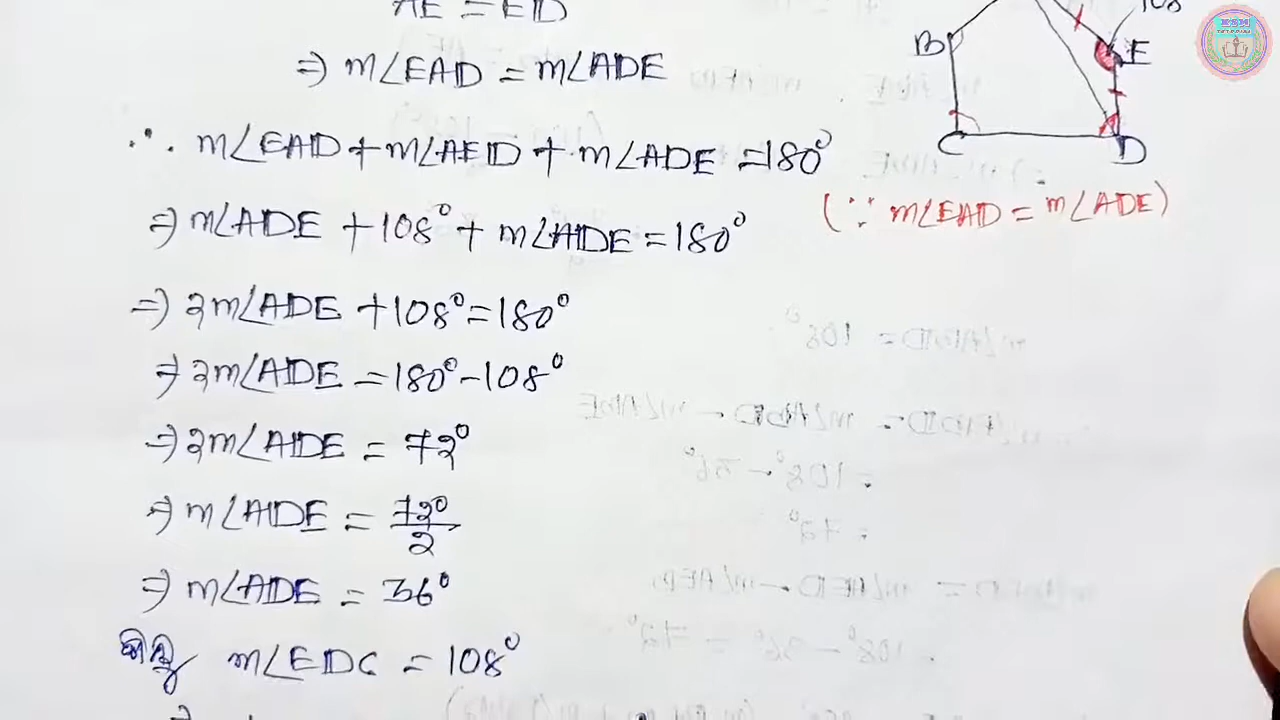 AE = ED
⇒ m∠EAD = m∠ADE
∴ m∠EAD + m∠AED + m∠ADE = 180°
⇒ m∠ADE + 108° + m∠ADE = 180°
(∵ m∠EAD = m∠ADE)
⇒ 2m∠ADE + 108° = 180°
⇒ 2m∠ADE = 180° - 108°
⇒ 2m∠ADE = 72°
⇒ m∠ADE = 72°/2
⇒ m∠ADE = 36°
କିନ୍ତୁ m∠EDC = 108°
108
B
E
C
D
KSM